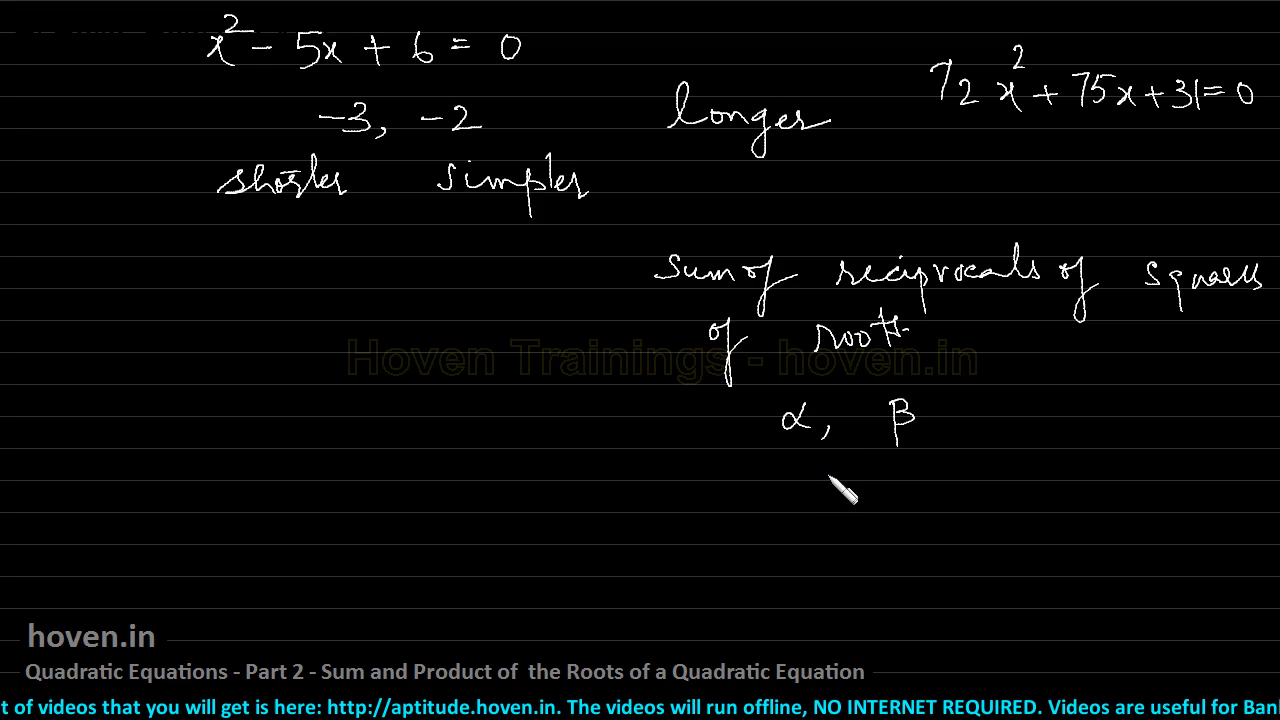 x² - 5x + 6 = 0
72 x² + 75x + 31 = 0
-3, -2
longer
shorter simpler
sum of reciprocals of squares
of roots
Hoven Trainings - hoven.in
α, β
hoven.in
Quadratic Equations - Part 2 - Sum and Product of the Roots of a Quadratic Equation
t of videos that you will get is here: http://aptitude.hoven.in. The videos will run offline, NO INTERNET REQUIRED. Videos are useful for Ban